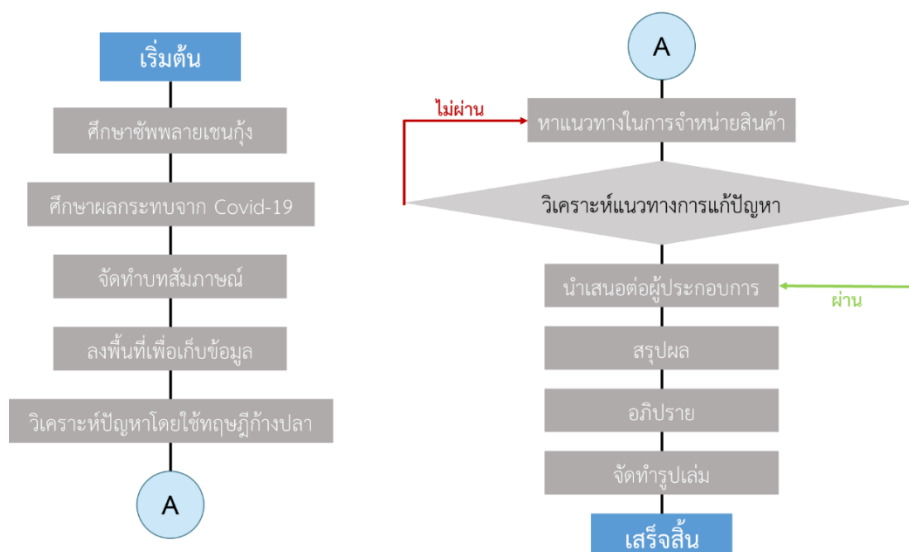 เริ่มต้น
ศึกษาซัพพลายเชนกุ้ง
ศึกษาผลกระทบจาก Covid-19
จัดทำบทสัมภาษณ์
ลงพื้นที่เพื่อเก็บข้อมูล
วิเคราะห์ปัญหาโดยใช้ทฤษฎีก้างปลา
A
A
ไม่ผ่าน
หาแนวทางในการจำหน่ายสินค้า
วิเคราะห์แนวทางการแก้ปัญหา
นำเสนอต่อผู้ประกอบการ
ผ่าน
สรุปผล
อภิปราย
จัดทำรูปเล่ม
เสร็จสิ้น